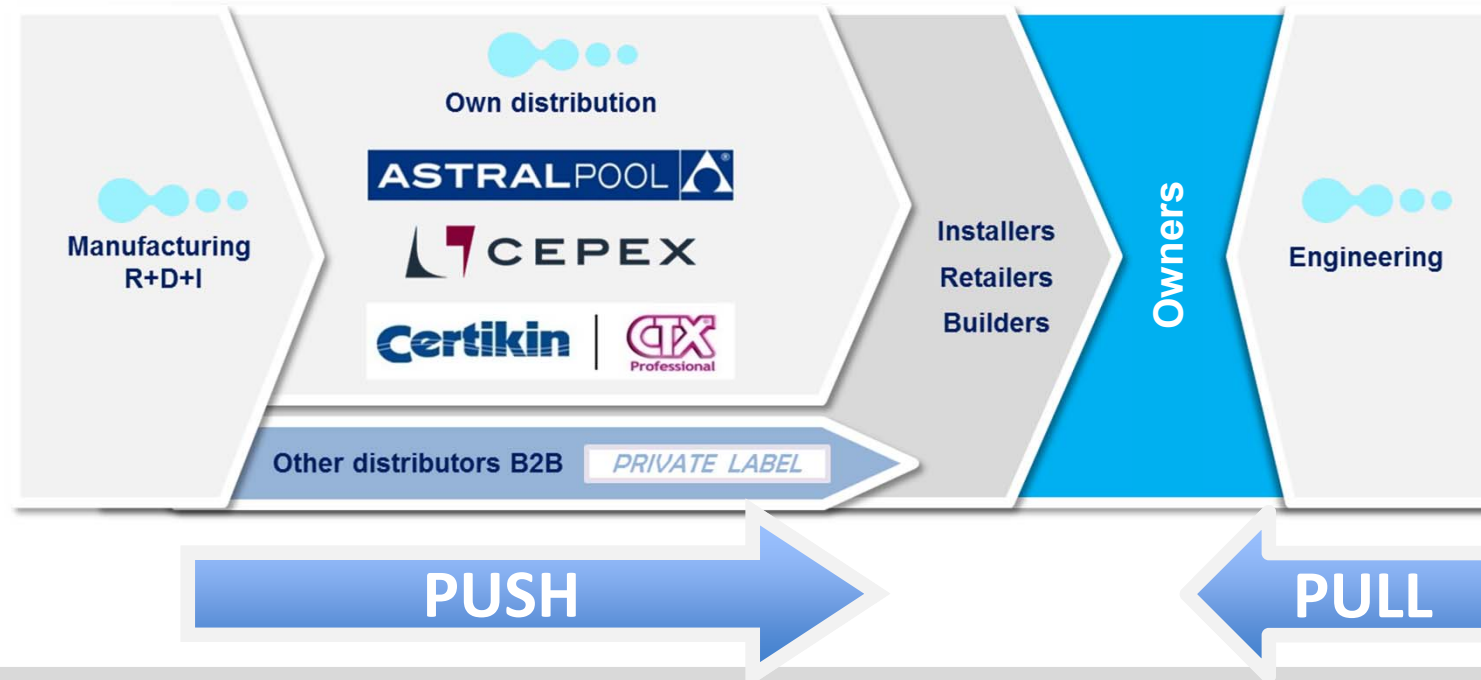 Manufacturing
R+D+I
Own distribution
ASTRALPOOL®
CEPEX
Certikin
CTX
Professional
Other distributors B2B
PRIVATE LABEL
Installers
Retailers
Builders
Owners
Engineering
PUSH
PULL